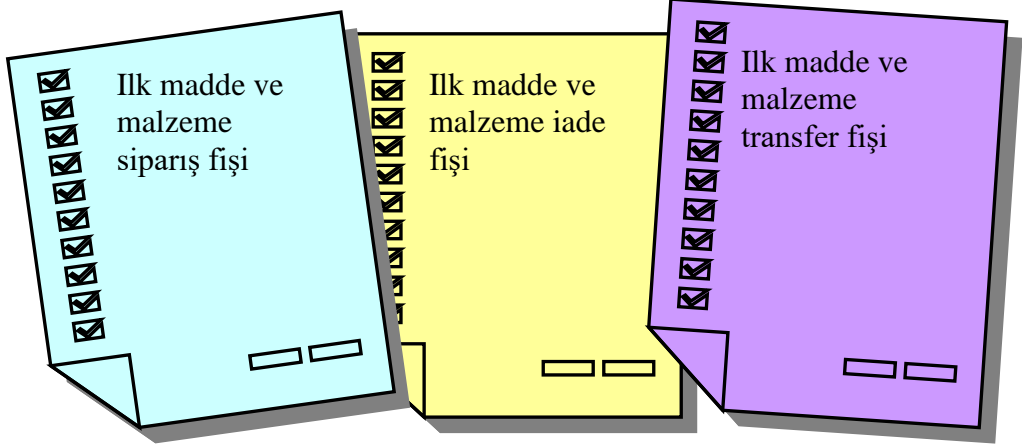 Ilk madde ve
malzeme
sipariş fişi
Ilk madde ve
malzeme iade
fişi
Ilk madde ve
malzeme
transfer fişi